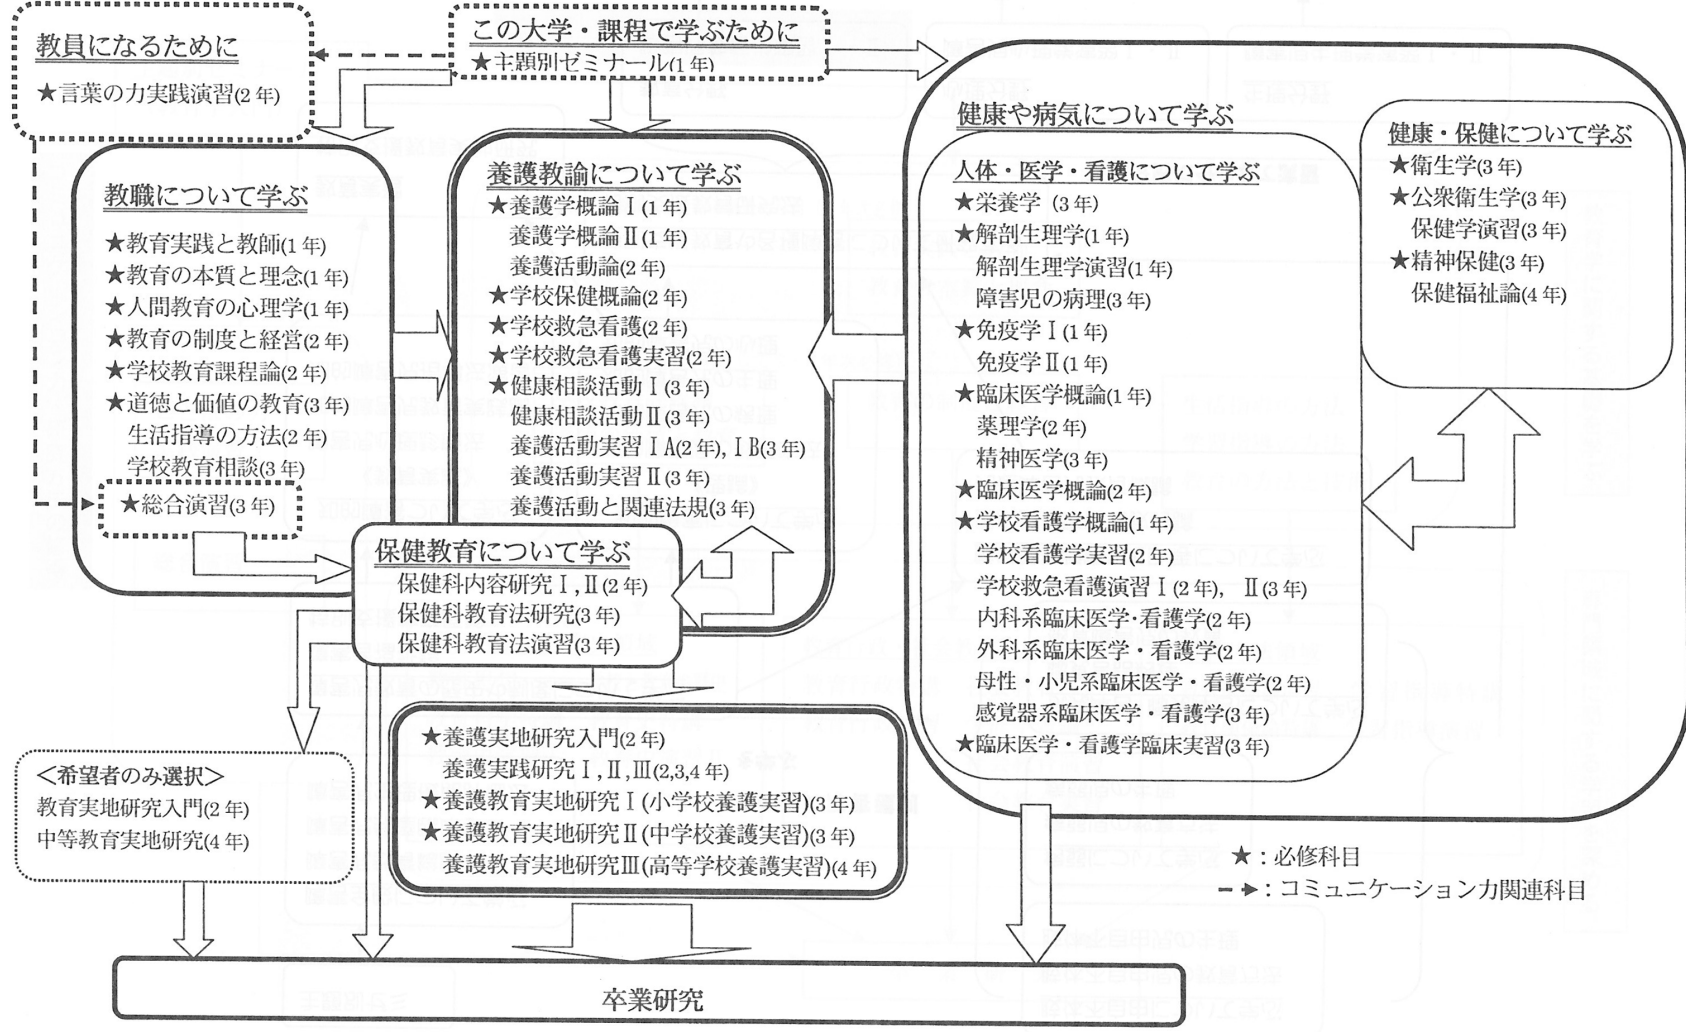 教員になるために
★言葉の力実践演習(2年)
この大学・課程で学ぶために
★主題別ゼミナール(1年)
教職について学ぶ
★教育実践と教師(1年)
★教育の本質と理念(1年)
★人間教育の心理学(1年)
★教育の制度と経営(2年)
★学校教育課程論(2年)
★道徳と価値の教育(3年)
生活指導の方法(2年)
学校教育相談(3年)
★総合演習(3年)
養護教諭について学ぶ
★養護学概論Ⅰ(1年)
養護学概論Ⅱ(1年)
養護活動論(2年)
★学校保健概論(2年)
★学校救急看護(2年)
★学校救急看護実習(2年)
★健康相談活動Ⅰ(3年)
健康相談活動Ⅱ(3年)
養護活動実習ⅠA(2年), ⅠB(3年)
養護活動実習Ⅱ(3年)
養護活動と関連法規(3年)
保健教育について学ぶ
保健科内容研究Ⅰ,Ⅱ(2年)
保健科教育法研究(3年)
保健科教育法演習(3年)
健康や病気について学ぶ
人体・医学・看護について学ぶ
★栄養学 (3年)
★解剖生理学(1年)
解剖生理学演習(1年)
障害児の病理(3年)
★免疫学Ⅰ(1年)
免疫学Ⅱ(1年)
★臨床医学概論(1年)
薬理学(2年)
精神医学(3年)
★臨床医学概論(2年)
★学校看護学概論(1年)
学校看護学実習(2年)
学校救急看護演習Ⅰ(2年), Ⅱ(3年)
内科系臨床医学・看護学(2年)
外科系臨床医学・看護学(2年)
母性・小児系臨床医学・看護学(2年)
感覚器系臨床医学・看護学(3年)
★臨床医学・看護学臨床実習(3年)
健康・保健について学ぶ
★衛生学(3年)
★公衆衛生学(3年)
保健学演習(3年)
★精神保健(3年)
保健福祉論(4年)
＜希望者のみ選択＞
教育実地研究入門(2年)
中等教育実地研究(4年)
★養護実地研究入門(2年)
養護実践研究Ⅰ,Ⅱ,Ⅲ(2,3,4年)
★養護教育実地研究Ⅰ(小学校養護実習)(3年)
★養護教育実地研究Ⅱ(中学校養護実習)(3年)
養護教育実地研究Ⅲ(高等学校養護実習)(4年)
★：必修科目
：コミュニケーション力関連科目
卒業研究